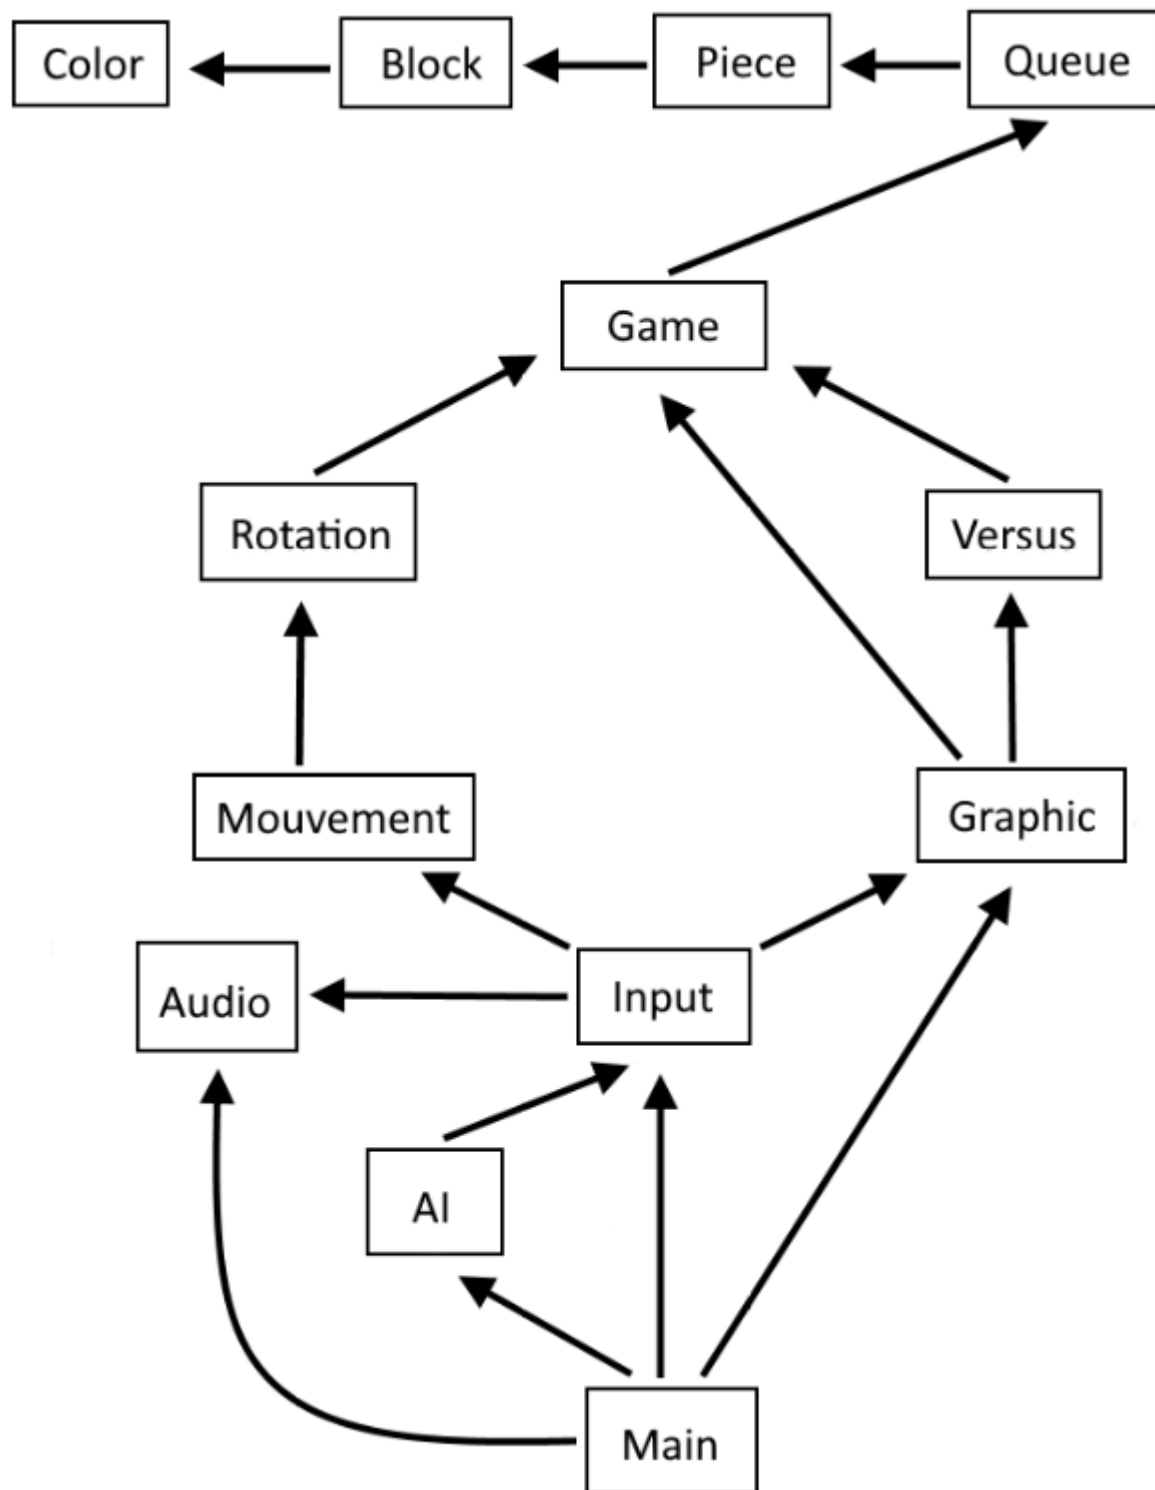 Color
Block
Piece
Queue
Game
Rotation
Versus
Mouvement
Graphic
Audio
Input
AI
Main